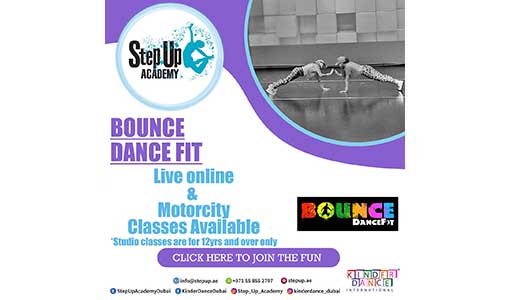 Step Up
ACADEMY
BOUNCE
DANCE FIT
Live online
&
Motorcity
Classes Available
*Studio classes are for 12yrs and over only
BOUNCE
DANCEFIT
CLICK HERE TO JOIN THE FUN
info@stepup.ae +971 55 855 2797 stepup.ae
StepUpAcademyDubai KinderDanceDubai Step_Up_Academy kinderdance_dubai
KINDER
DANCE
INTERNATIONAL